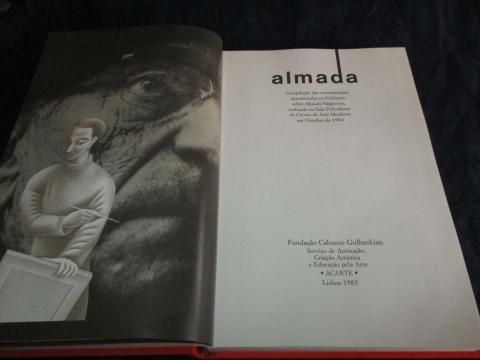 almada
Compilação das comunicações
apresentadas no Colóquio
sobre Almada Negreiros,
realizado na Sala Polivalente
do Centro de Arte Moderna
em Outubro de 1984
Fundação Calouste Gulbenkian
Serviço de Animação,
Criação Artística
e Educação pela Arte
• ACARTE •
Lisboa 1985